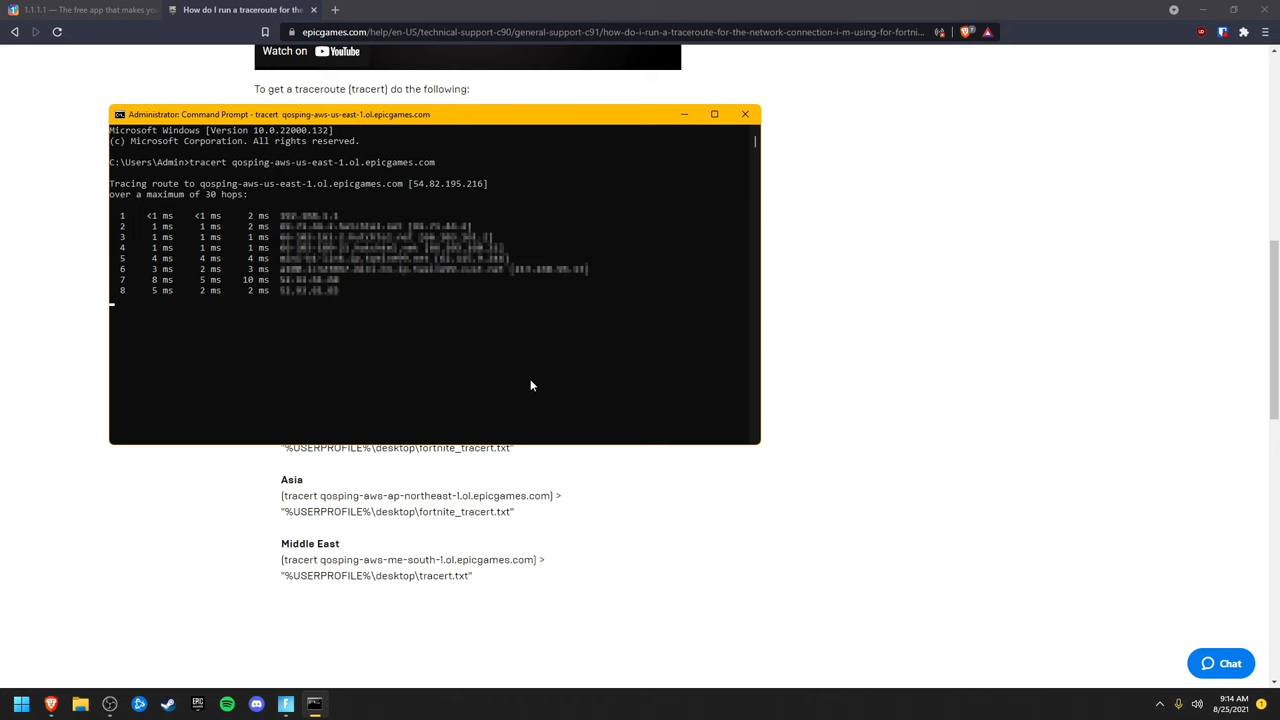 1.1.1.1 — The free app that makes you
How do I run a traceroute for the
epicgames.com/help/en-US/technical-support-c90/general-support-c91/how-do-i-run-a-traceroute-for-the-network-connection-i-m-using-for-fortni...
Watch on YouTube
To get a traceroute (tracert) do the following:
Administrator: Command Prompt - tracert qosping-aws-us-east-1.ol.epicgames.com
Microsoft Windows [Version 10.0.22000.132]
(c) Microsoft Corporation. All rights reserved.
C:\Users\Admin>tracert qosping-aws-us-east-1.ol.epicgames.com
Tracing route to qosping-aws-us-east-1.ol.epicgames.com [54.82.195.216]
over a maximum of 30 hops:
1 <1 ms <1 ms 2 ms
2 1 ms 1 ms 2 ms
3 1 ms 1 ms 1 ms
4 1 ms 1 ms 1 ms
5 4 ms 4 ms 4 ms
6 3 ms 2 ms 3 ms
7 8 ms 5 ms 10 ms
8 5 ms 2 ms 2 ms
"%USERPROFILE%\desktop\fortnite_tracert.txt"
Asia
(tracert qosping-aws-ap-northeast-1.ol.epicgames.com) >
"%USERPROFILE%\desktop\fortnite_tracert.txt"
Middle East
(tracert qosping-aws-me-south-1.ol.epicgames.com) >
"%USERPROFILE%\desktop\tracert.txt"
Chat
EPIC
9:14 AM
8/25/2021